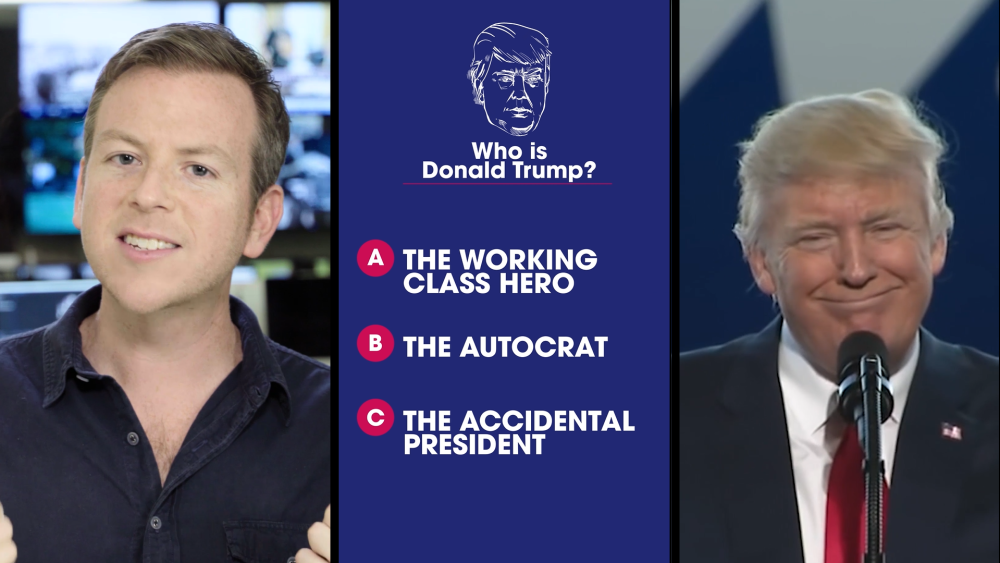 Who is
Donald Trump?
A THE WORKING
CLASS HERO
B THE AUTOCRAT
C THE ACCIDENTAL
PRESIDENT